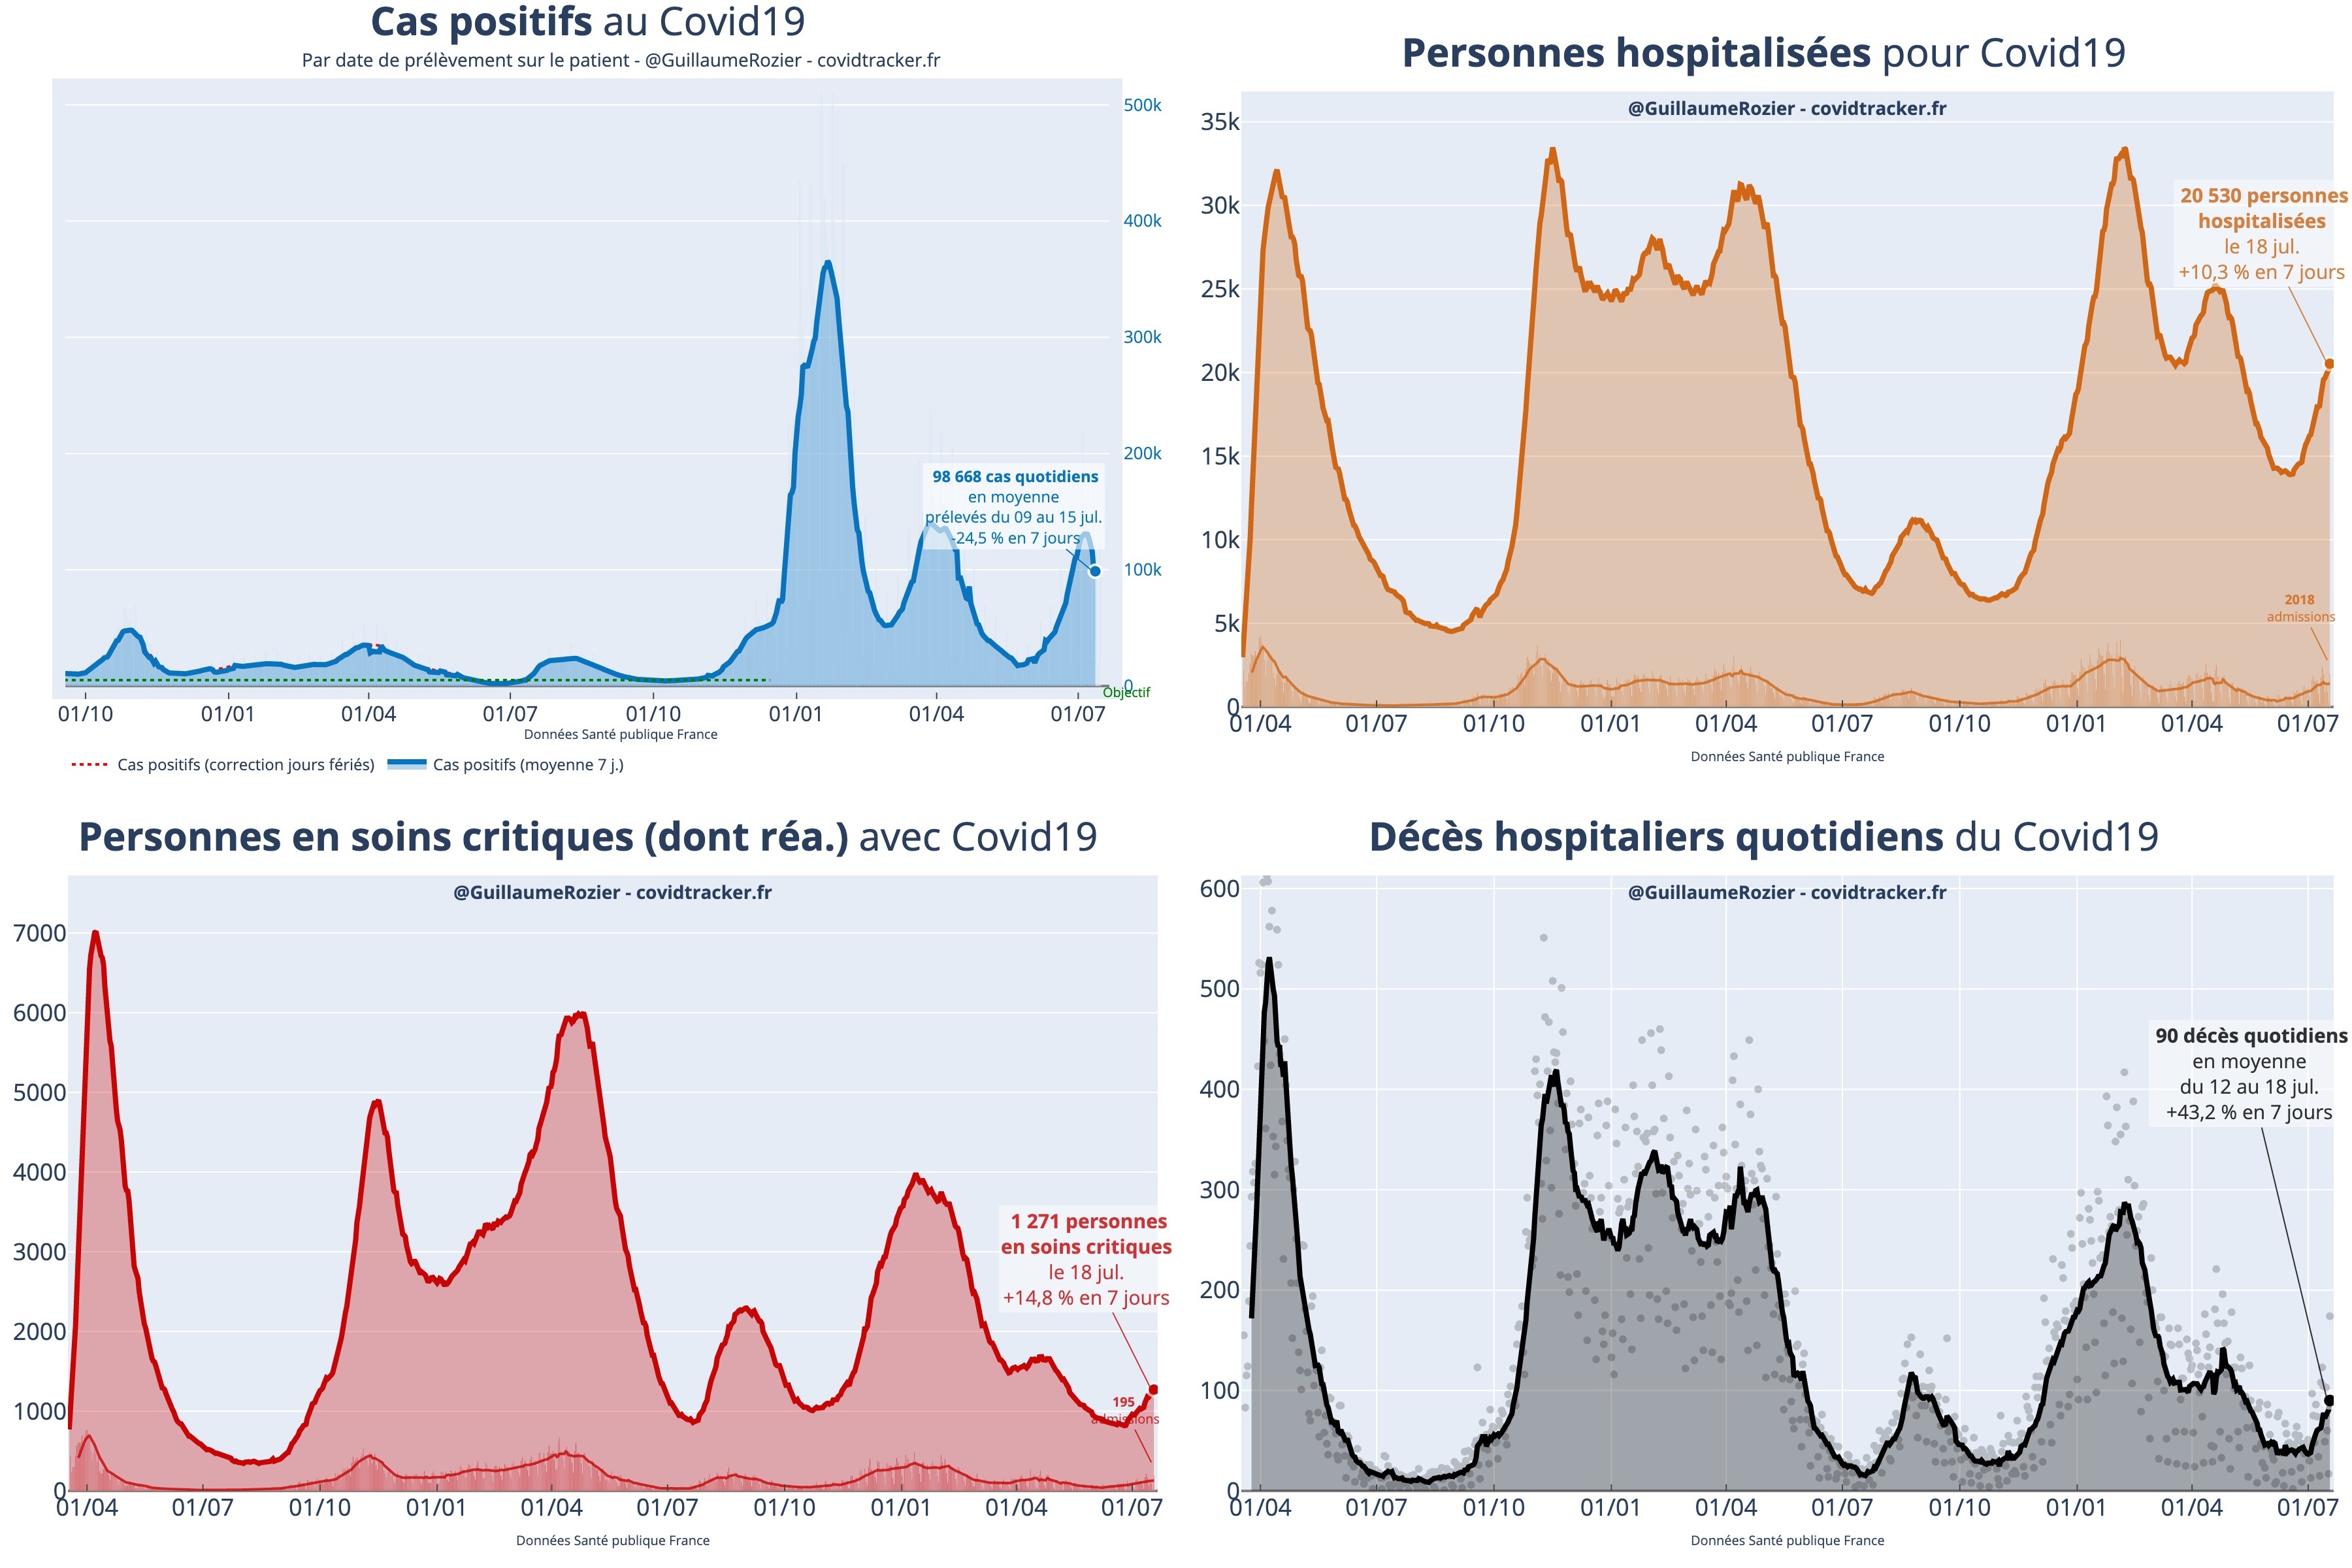 Cas positifs au Covid19
Par date de prélèvement sur le patient - @GuillaumeRozier - covidtracker.fr
500k
400k
300k
200k
100k
0
98 668 cas quotidiens
en moyenne
prélevés du 09 au 15 jul.
-24,5 % en 7 jours
Objectif
01/10 01/01 01/04 01/07 01/10 01/01 01/04 01/07
Données Santé publique France
Cas positifs (correction jours fériés) Cas positifs (moyenne 7 j.)
Personnes hospitalisées pour Covid19
@GuillaumeRozier - covidtracker.fr
35k
30k
25k
20k
15k
10k
5k
0
20 530 personnes
hospitalisées
le 18 jul.
+10,3 % en 7 jours
2018
admissions
01/04 01/07 01/10 01/01 01/04 01/07 01/10 01/01 01/04 01/07
Données Santé publique France
Personnes en soins critiques (dont réa.) avec Covid19
@GuillaumeRozier - covidtracker.fr
7000
6000
5000
4000
3000
2000
1000
0
1 271 personnes
en soins critiques
le 18 jul.
+14,8 % en 7 jours
195
admissions
01/04 01/07 01/10 01/01 01/04 01/07 01/10 01/01 01/04 01/07
Données Santé publique France
Décès hospitaliers quotidiens du Covid19
@GuillaumeRozier - covidtracker.fr
600
500
400
300
200
100
0
90 décès quotidiens
en moyenne
du 12 au 18 jul.
+43,2 % en 7 jours
01/04 01/07 01/10 01/01 01/04 01/07 01/10 01/01 01/04 01/07
Données Santé publique France